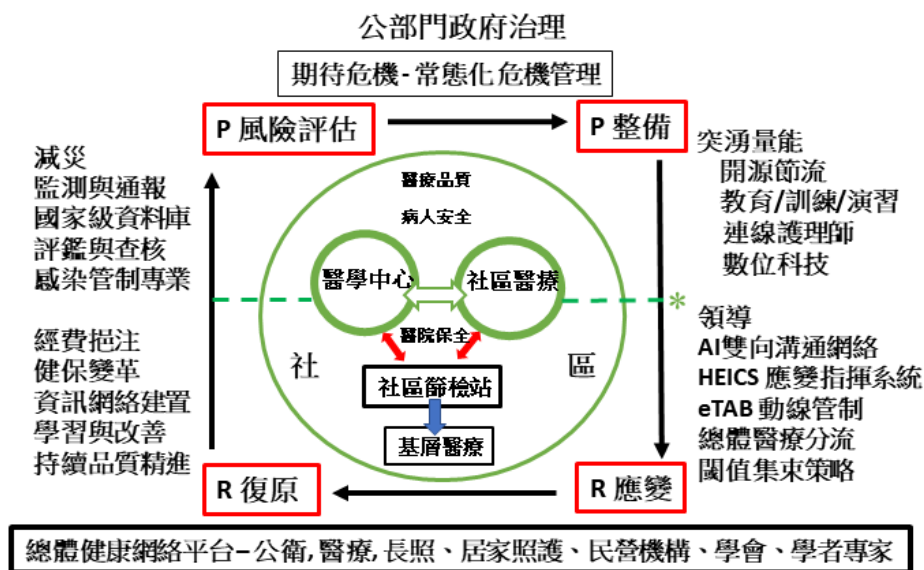 公部門政府治理
期待危機-常態化危機管理
P 風險評估
P 整備
減災
監測與通報
國家級資料庫
評鑑與查核
感染管制專業
突湧量能
開源節流
教育/訓練/演習
連線護理師
數位科技
醫療品質
病人安全
醫學中心
社區醫療
醫院保全
社
區
社區篩檢站
基層醫療
*
經費挹注
健保變革
資訊網絡建置
學習與改善
持續品質精進
領導
AI雙向溝通網絡
HEICS 應變指揮系統
eTAB 動線管制
總體醫療分流
閾值集束策略
R 復原
R 應變
總體健康網絡平台–公衛, 醫療, 長照、居家照護、民營機構、學會、學者專家